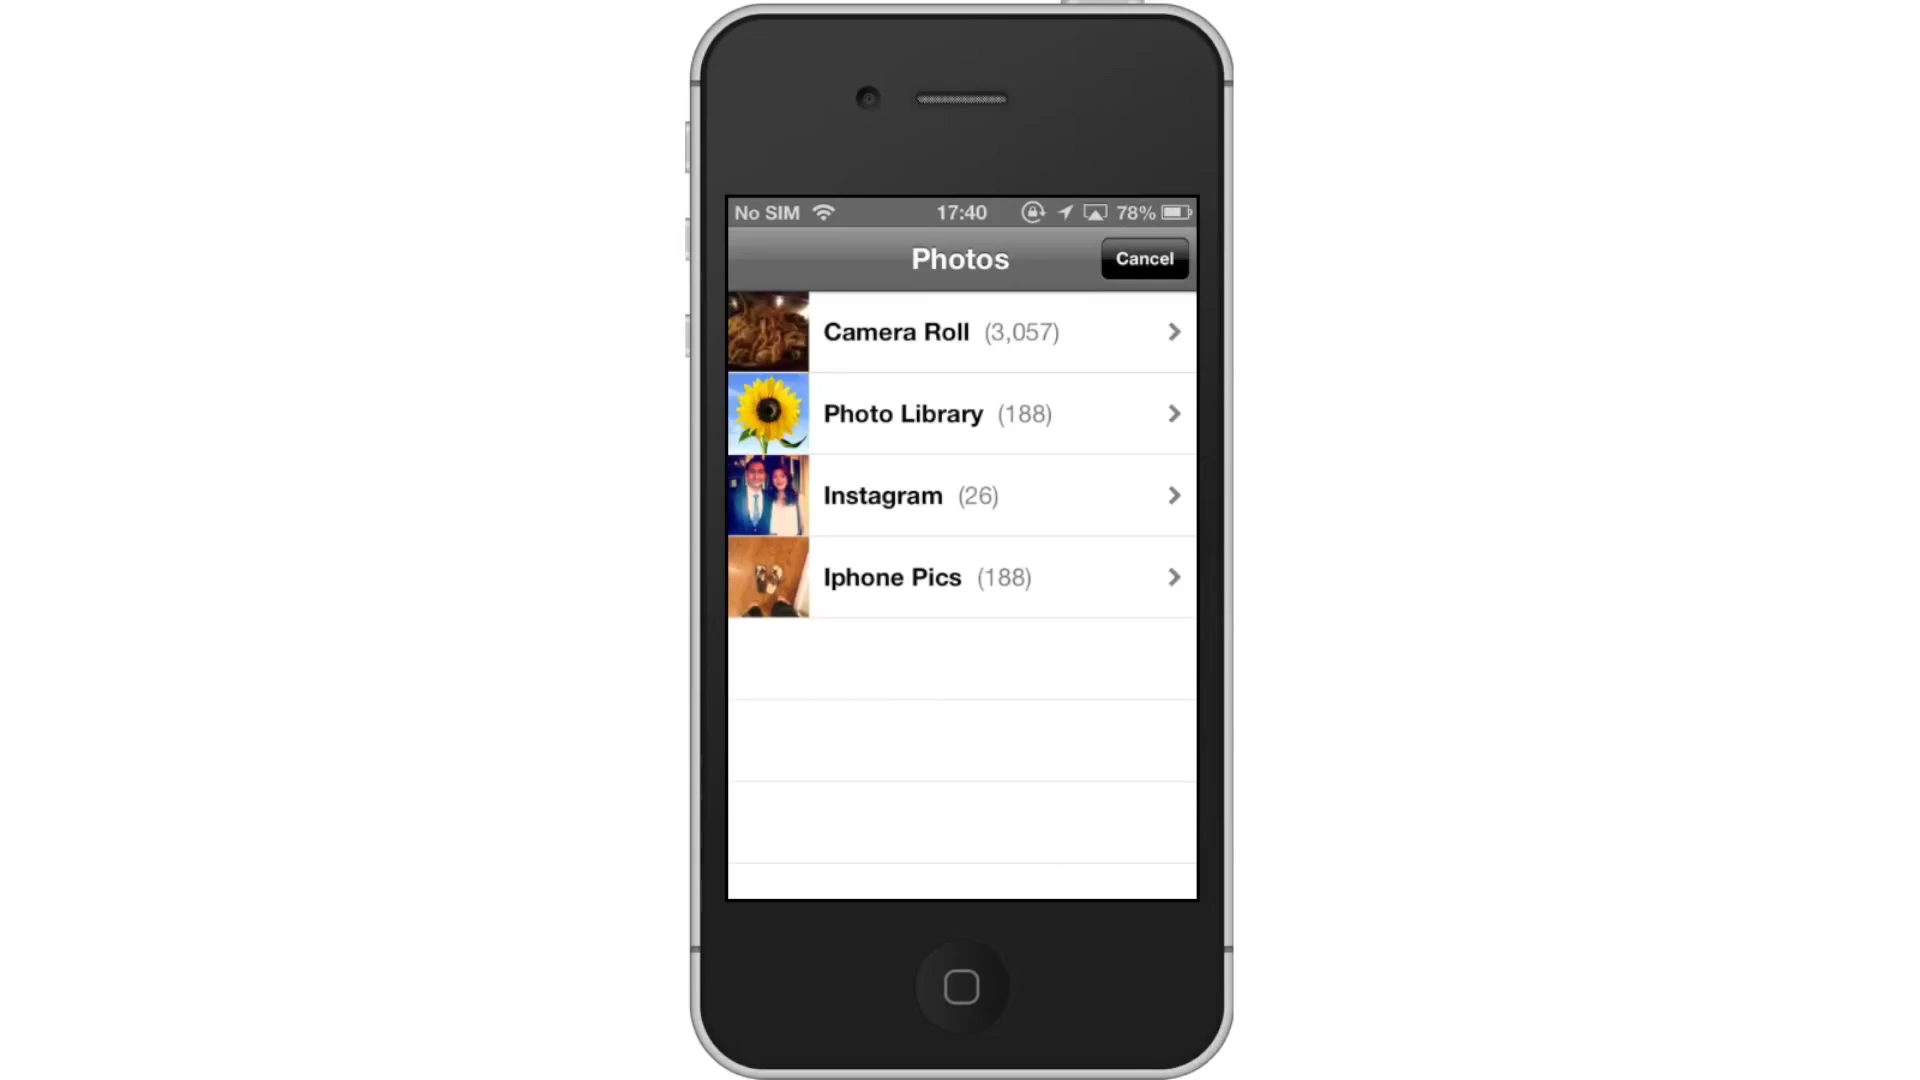 No SIM 17:40 78%
Photos Cancel
Camera Roll (3,057)
Photo Library (188)
Instagram (26)
Iphone Pics (188)